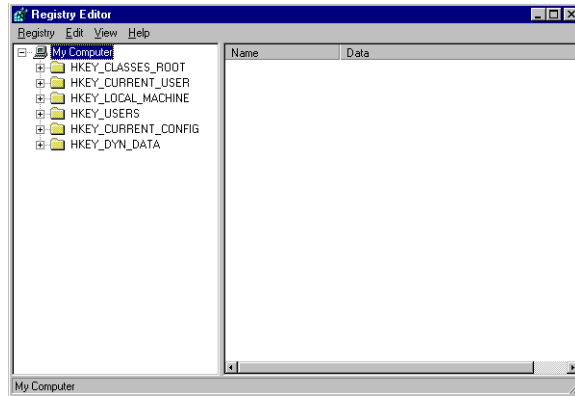 Registry Editor
Registry Edit View Help
My Computer
Name Data
HKEY_CLASSES_ROOT
HKEY_CURRENT_USER
HKEY_LOCAL_MACHINE
HKEY_USERS
HKEY_CURRENT_CONFIG
HKEY_DYN_DATA
My Computer